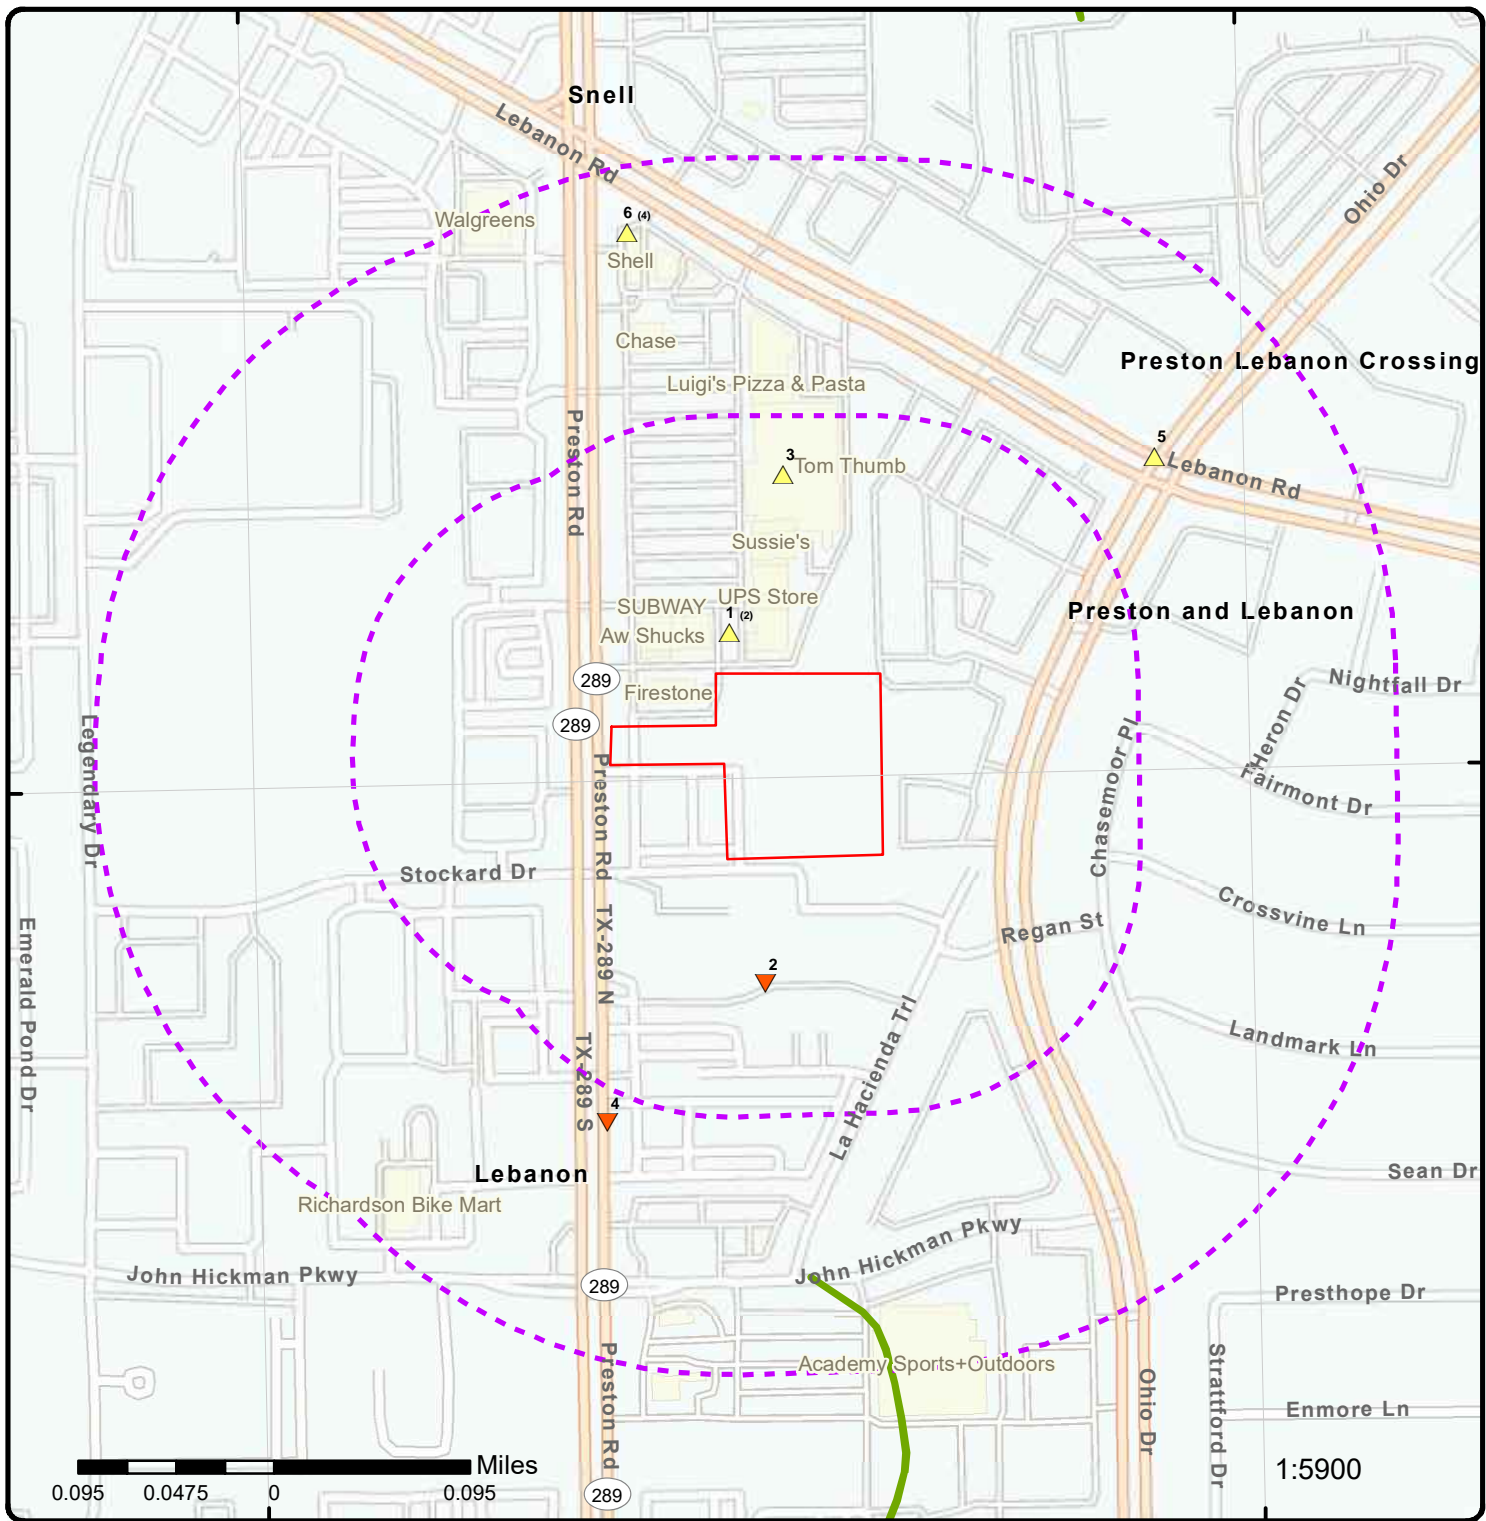 Snell
Lebanon Rd
Ohio Dr
Walgreens
6 (4)
Shell
Chase
Preston Lebanon Crossing
Luigi's Pizza & Pasta
Preston Rd
5
3
Tom Thumb
Lebanon Rd
Sussie's
UPS Store
SUBWAY
1 (2)
Preston and Lebanon
Aw Shucks
289
Firestone
Nightfall Dr
289
Heron Dr
Legendary Dr
Preston Rd
Chasemoor Pl
Fairmont Dr
Stockard Dr
Crossvine Ln
Emerald Pond Dr
TX-289 N
Regan St
2
La Hacienda Trl
Landmark Ln
TX-289 S
4
Lebanon
Sean Dr
Richardson Bike Mart
John Hickman Pkwy
John Hickman Pkwy
289
Presthope Dr
Preston Rd
Academy Sports+Outdoors
Ohio Dr
Strattford Dr
Enmore Ln
Miles
1:5900
0.095 0.0475 0 0.095
289